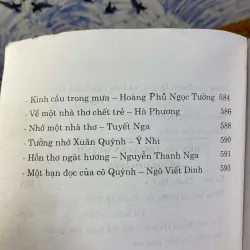 - Kinh cầu trong mưa – Hoàng Phủ Ngọc Tường 584
- Về một nhà thơ chết trẻ – Hà Phương 586
- Nhớ một nhà thơ – Tuyết Nga 588
- Tưởng nhớ Xuân Quỳnh – Ý Nhi 590
- Hồn thơ ngát hương – Nguyễn Thanh Nga 591
- Một bạn đọc của cô Quỳnh – Ngô Viết Dinh 593